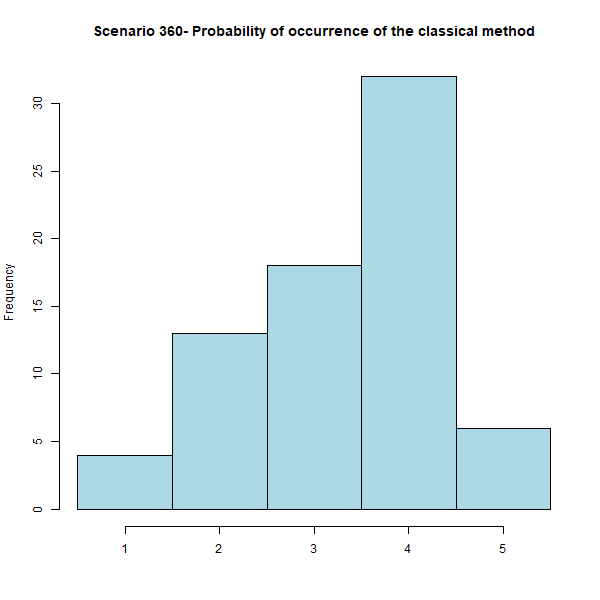 Scenario 360- Probability of occurrence of the classical method
Frequency
30
25
20
15
10
5
0
1 2 3 4 5